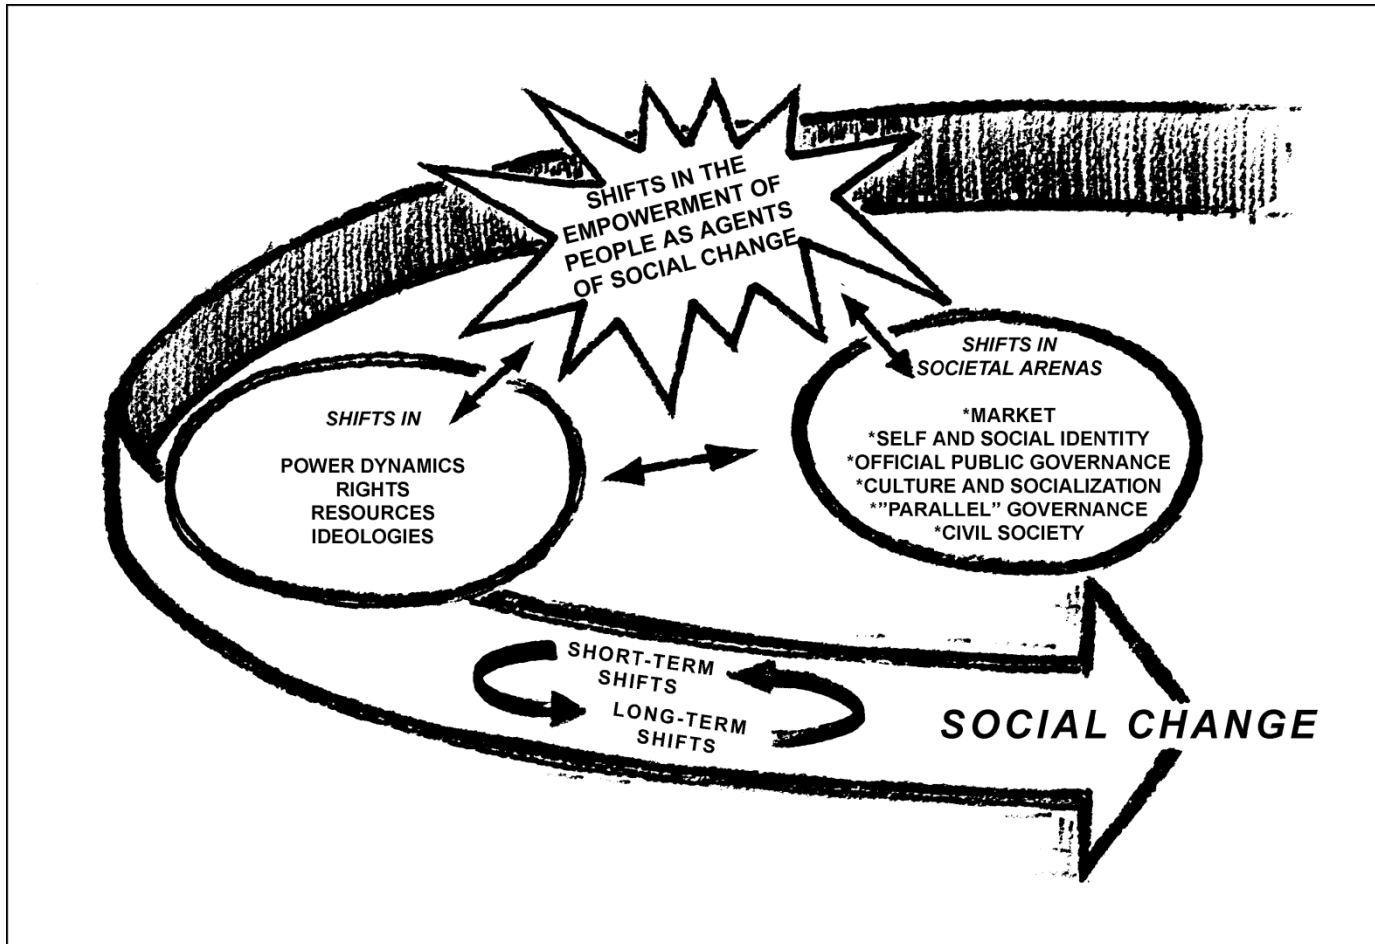 SHIFTS IN THE
EMPOWERMENT OF
PEOPLE AS AGENTS
OF SOCIAL CHANGE
SHIFTS IN
POWER DYNAMICS
RIGHTS
RESOURCES
IDEOLOGIES
SHIFTS IN
SOCIETAL ARENAS
*MARKET
*SELF AND SOCIAL IDENTITY
*OFFICIAL PUBLIC GOVERNANCE
*CULTURE AND SOCIALIZATION
*”PARALLEL” GOVERNANCE
*CIVIL SOCIETY
SHORT-TERM
SHIFTS
LONG-TERM
SHIFTS
SOCIAL CHANGE